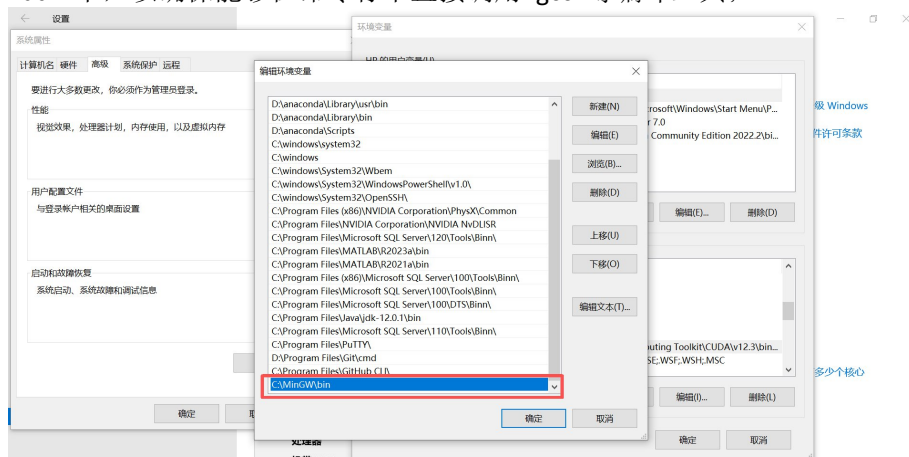 设置
系统属性
计算机名 硬件 高级 系统保护 远程
要进行大多数更改，你必须作为管理员登录。
性能
视觉效果，处理器计划，内存使用，以及虚拟内存
用户配置文件
与登录帐户相关的桌面设置
启动和故障恢复
系统启动、系统故障和调试信息
确定
环境变量
编辑环境变量
D:\anaconda\Library\usr\bin
D:\anaconda\Library\bin
D:\anaconda\Scripts
C:\windows\system32
C:\windows
C:\windows\System32\Wbem
C:\windows\System32\WindowsPowerShell\v1.0\
C:\windows\System32\OpenSSH\
C:\Program Files (x86)\NVIDIA Corporation\PhysX\Common
C:\Program Files\NVIDIA Corporation\NVIDIA NvDLISR
C:\Program Files\Microsoft SQL Server\120\Tools\Binn\
C:\Program Files\MATLAB\R2023a\bin
C:\Program Files\MATLAB\R2021a\bin
C:\Program Files (x86)\Microsoft SQL Server\100\Tools\Binn\
C:\Program Files\Microsoft SQL Server\100\Tools\Binn\
C:\Program Files\Microsoft SQL Server\100\DTS\Binn\
C:\Program Files\Java\jdk-12.0.1\bin
C:\Program Files\Microsoft SQL Server\110\Tools\Binn\
C:\Program Files\PuTTY\
D:\Program Files\Git\cmd
C:\Program Files\GitHub CLI\
C:\MinGW\bin
新建(N)
编辑(E)
浏览(B)...
删除(D)
上移(U)
下移(O)
编辑文本(T)...
确定
取消
rosoft\Windows\Start Menu\P...
r 7.0
Community Edition 2022.2\bi...
编辑(E)...
删除(D)
uting Toolkit\CUDA\v12.3\bin...
SE;.WSF;.WSH;.MSC
编辑(I)...
删除(L)
确定
取消
级 Windows
件许可条款
多少个核心
处理器